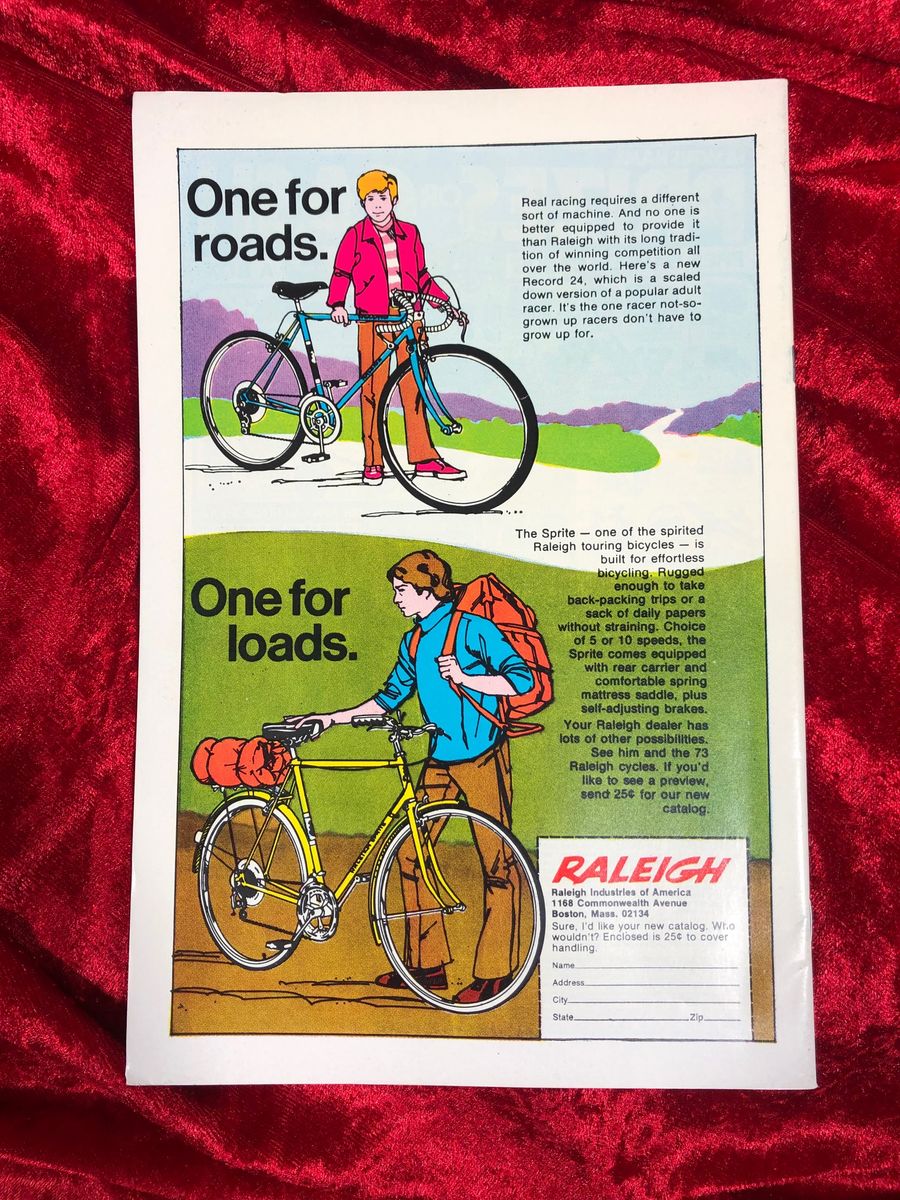 One for
roads.
Real racing requires a different
sort of machine. And no one is
better equipped to provide it
than Raleigh with its long tradi-
tion of winning competition all
over the world. Here's a new
Record 24, which is a scaled
down version of a popular adult
racer. It's the one racer not-so-
grown up racers don't have to
grow up for.
The Sprite — one of the spirited
Raleigh touring bicycles — is
built for effortless
bicycling. Rugged
enough to take
back-packing trips or a
sack of daily papers
without straining. Choice
of 5 or 10 speeds, the
Sprite comes equipped
with rear carrier and
comfortable spring
mattress saddle, plus
self-adjusting brakes.
Your Raleigh dealer has
lots of other possibilities.
See him and the 73
Raleigh cycles. If you'd
like to see a preview,
send 25¢ for our new
catalog.
One for
loads.
RALEIGH
Raleigh Industries of America
1168 Commonwealth Avenue
Boston, Mass. 02134
Sure, I'd like your new catalog. Who
wouldn't? Enclosed is 25¢ to cover
handling.
Name
Address
City
State Zip